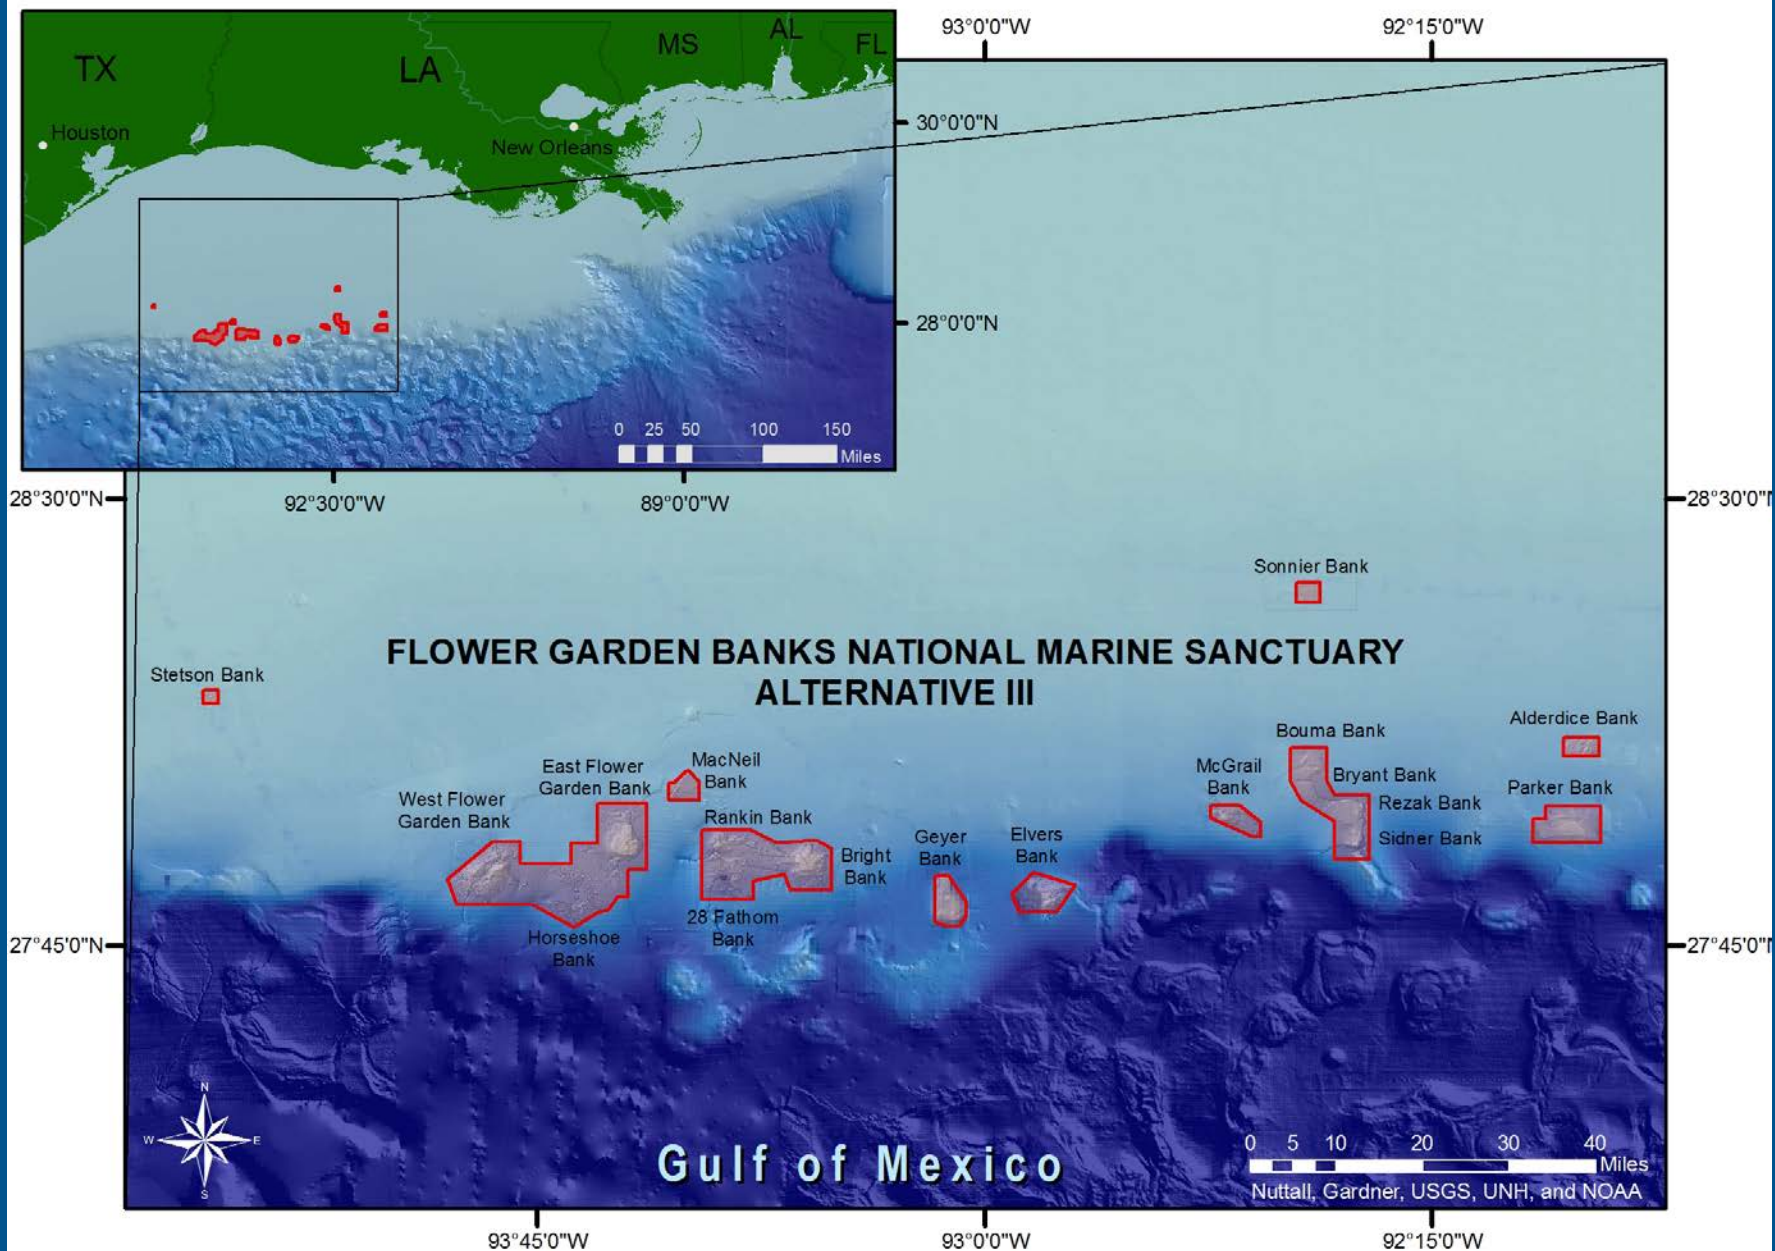 TX
LA
MS
AL
FL
Houston
New Orleans
0 25 50 100 150
Miles
93°0'0"W
92°15'0"W
30°0'0"N
28°0'0"N
92°30'0"W
89°0'0"W
28°30'0"N
28°30'0"N
Sonnier Bank
FLOWER GARDEN BANKS NATIONAL MARINE SANCTUARY
ALTERNATIVE III
Stetson Bank
Alderdice Bank
Bouma Bank
MacNeil
Bank
East Flower
Garden Bank
McGrail
Bank
Bryant Bank
Parker Bank
West Flower
Garden Bank
Rezak Bank
Rankin Bank
Sidner Bank
Geyer
Bank
Elvers
Bank
Bright
Bank
28 Fathom
Bank
Horseshoe
Bank
27°45'0"N
27°45'0"N
N
W
E
S
Gulf of Mexico
0 5 10 20 30 40
Miles
Nuttall, Gardner, USGS, UNH, and NOAA
93°45'0"W
93°0'0"W
92°15'0"W